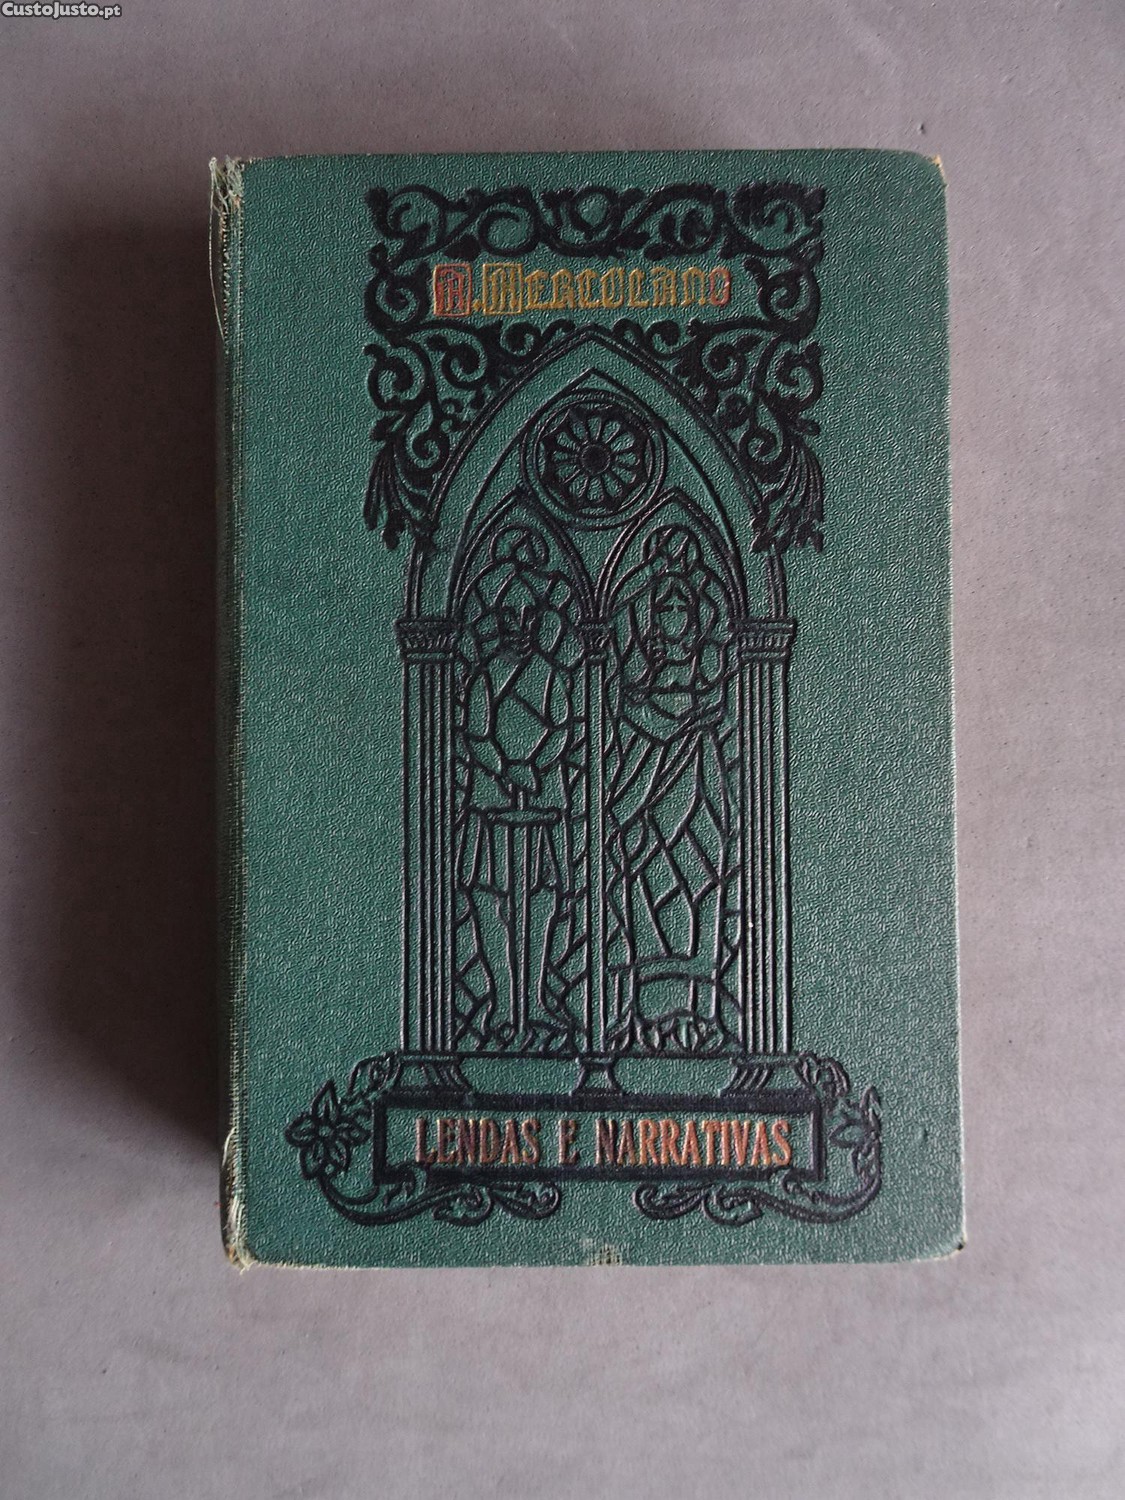 CustoJusto.pt
A. HERCULANO
LENDAS E NARRATIVAS